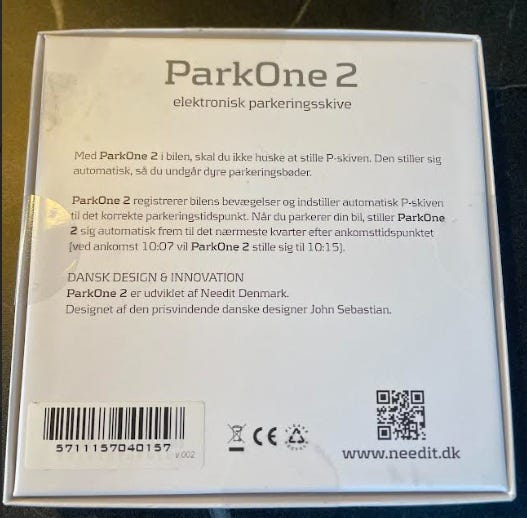 ParkOne 2
elektronisk parkeringsskive
Med ParkOne 2 i bilen, skal du ikke huske at stille P-skiven. Den stiller sig
automatisk, så du undgår dyre parkeringsbøder.
ParkOne 2 registrerer bilens bevægelser og indstiller automatisk P-skiven
til det korrekte parkeringstidspunkt. Når du parkerer din bil, stiller ParkOne
2 sig automatisk frem til det nærmeste kvarter efter ankomsttidspunktet
[ved ankomst 10:07 vil ParkOne 2 stille sig til 10:15].
DANSK DESIGN & INNOVATION
ParkOne 2 er udviklet af Needit Denmark.
Designet af den prisvindende danske designer John Sebastian.
5711157040157
v.002
CE
www.needit.dk